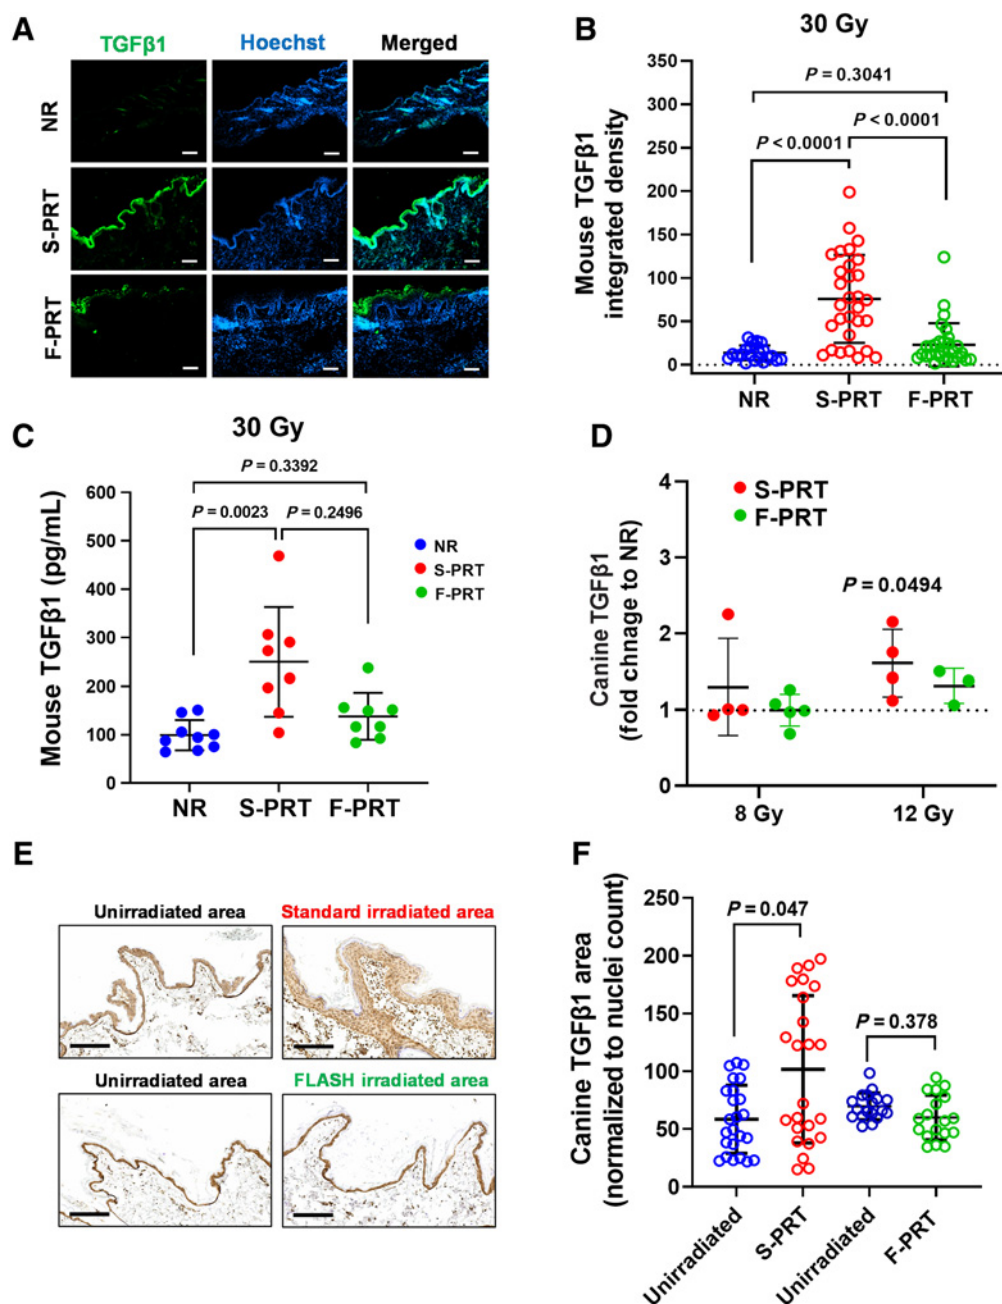 A
TGFβ1 Hoechst Merged
NR
S-PRT
F-PRT
B
30 Gy
Mouse TGFβ1
integrated density
350
300
250
200
150
100
50
0
P = 0.3041
P < 0.0001
P < 0.0001
NR S-PRT F-PRT
C
30 Gy
Mouse TGFβ1 (pg/mL)
600
500
400
300
200
100
0
P = 0.3392
P = 0.0023
P = 0.2496
NR
S-PRT
F-PRT
NR S-PRT F-PRT
D
Canine TGFβ1
(fold chnage to NR)
4
3
2
1
0
S-PRT
F-PRT
P = 0.0494
8 Gy 12 Gy
E
Unirradiated area Standard irradiated area
Unirradiated area FLASH irradiated area
F
Canine TGFβ1 area
(normalized to nuclei count)
250
200
150
100
50
0
P = 0.047
P = 0.378
Unirradiated S-PRT Unirradiated F-PRT